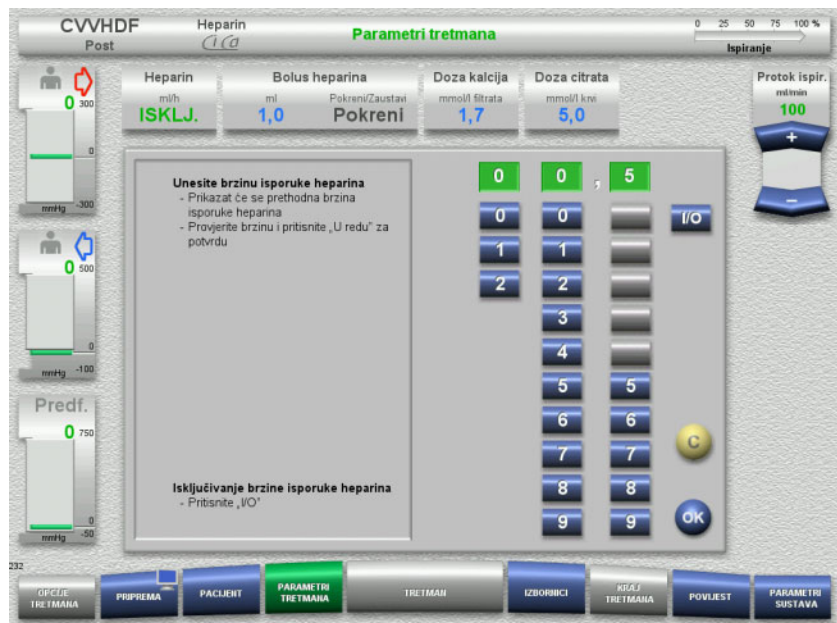 CVVHDF
Post
Heparin
Ci Ca
Parametri tretmana
0 25 50 75 100 %
Ispiranje
Heparin
ml/h
ISKLJ.
Bolus heparina
ml Pokreni/Zaustavi
1,0 Pokreni
Doza kalcija
mmol/l filtrata
1,7
Doza citrata
mmol/l krvi
5,0
Protok ispir.
ml/min
100
+
–
0 300
0
mmHg -300
0 500
0
mmHg -100
Predf.
0 750
0
mmHg -50
Unesite brzinu isporuke heparina
- Prikazat će se prethodna brzina
isporuke heparina
- Provjerite brzinu i pritisnite „U redu" za
potvrdu
Isključivanje brzine isporuke heparina
- Pritisnite „I/O"
0 0 , 5
0 0 I/O
1 1
2 2
3
4
5 5
6 6
7 7
C
8 8
9 9
OK
232
OPCIJE
TRETMANA
PRIPREMA
PACIJENT
PARAMETRI
TRETMANA
TRETMAN
IZBORNICI
KRAJ
TRETMANA
POVIJEST
PARAMETRI
SUSTAVA